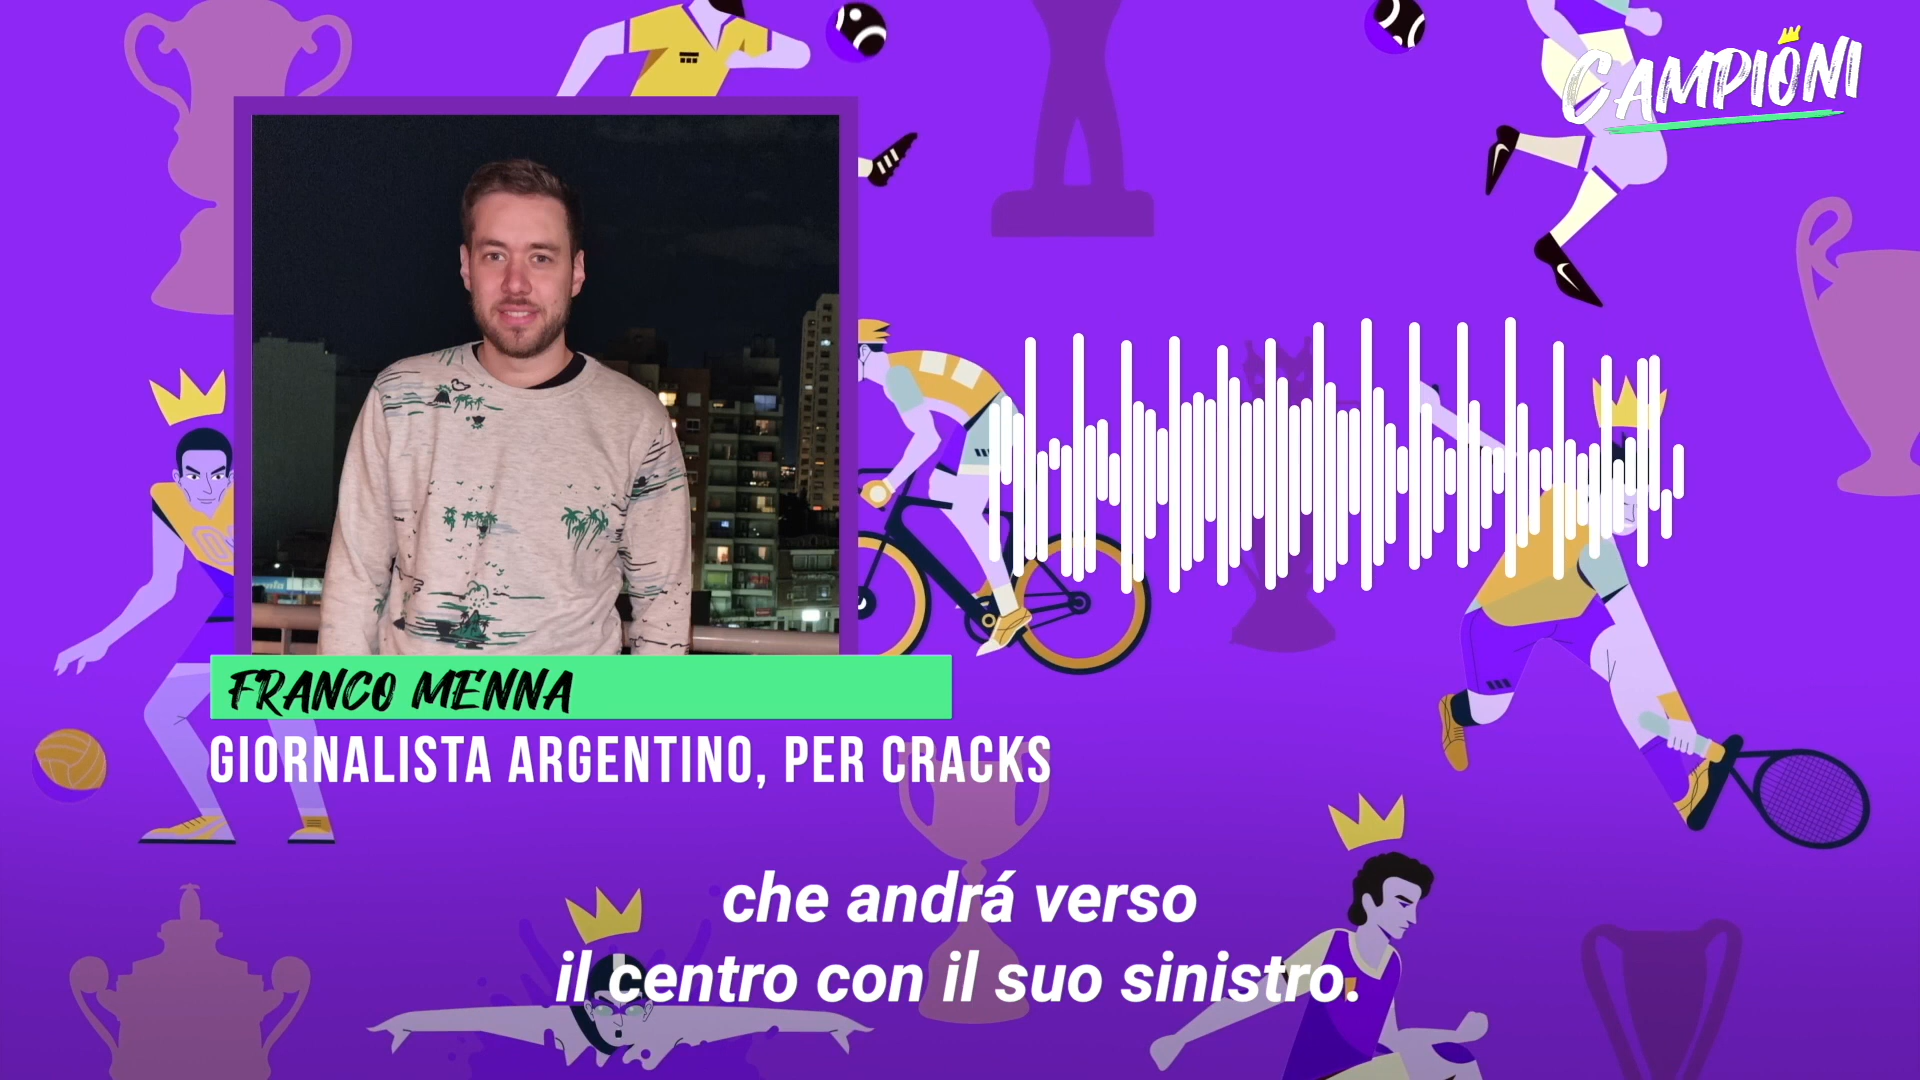 CAMPIONI
FRANCO MENNA
GIORNALISTA ARGENTINO, PER CRACKS
che andrá verso
il centro con il suo sinistro.